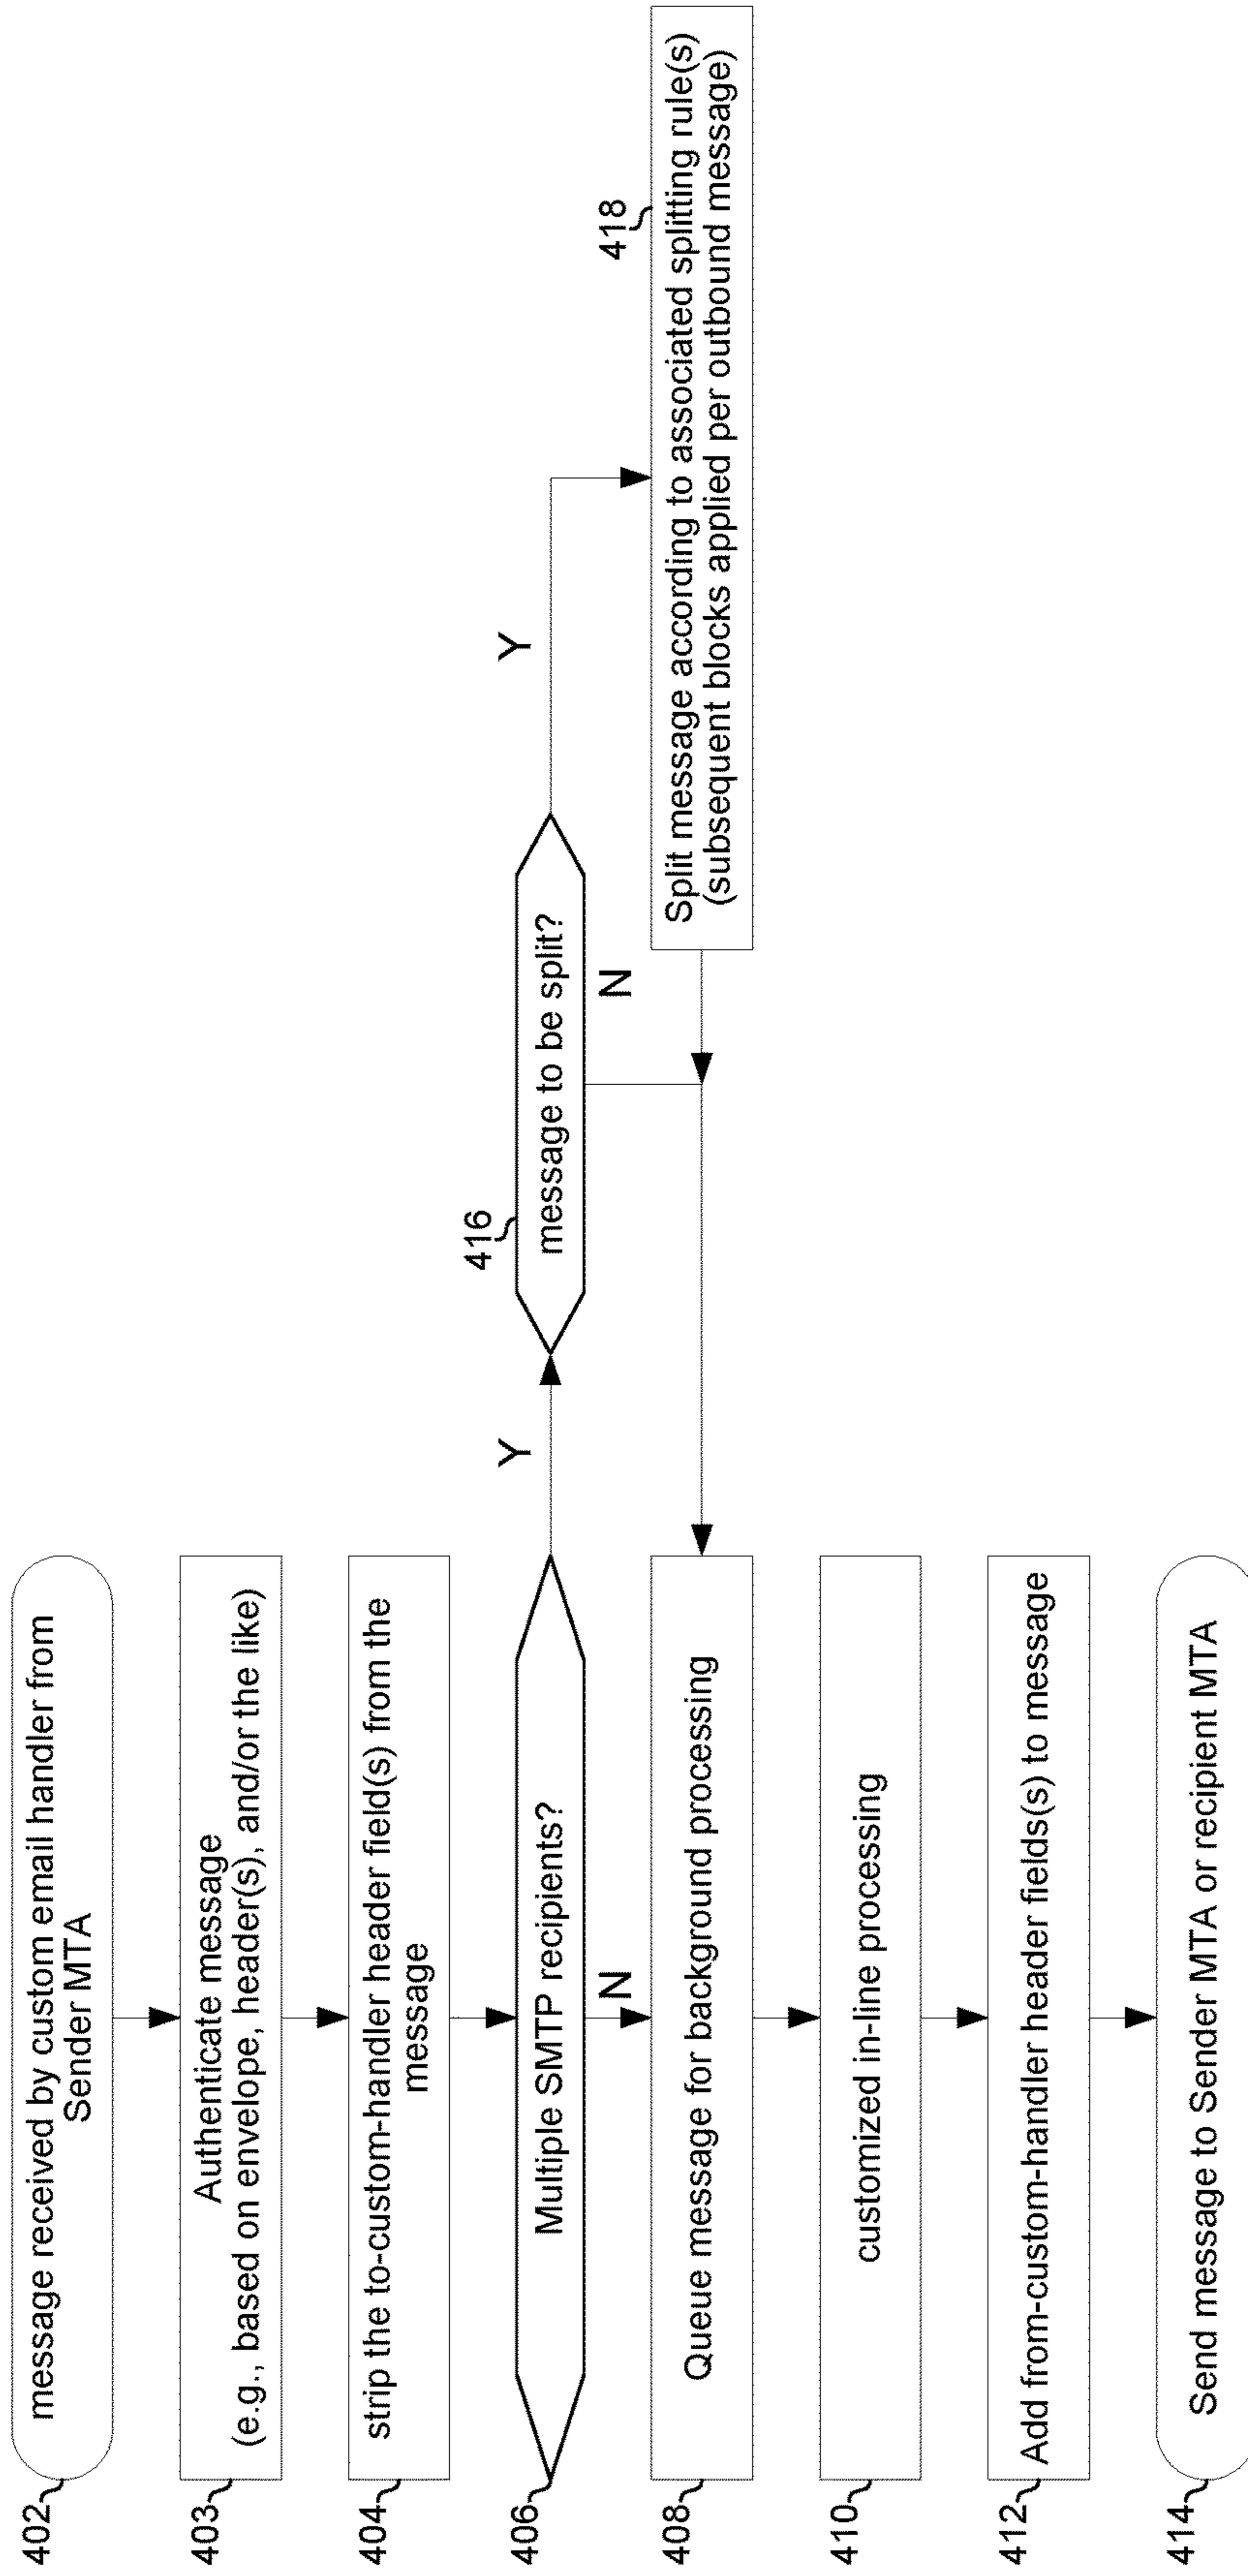 402
message received by custom email handler from
Sender MTA
403
Authenticate message
(e.g., based on envelope, header(s), and/or the like)
404
strip the to-custom-handler header field(s) from the
message
406
Multiple SMTP recipients?
Y
N
416
message to be split?
Y
N
418
Split message according to associated splitting rule(s)
(subsequent blocks applied per outbound message)
408
Queue message for background processing
410
customized in-line processing
412
Add from-custom-handler header fields(s) to message
414
Send message to Sender MTA or recipient MTA